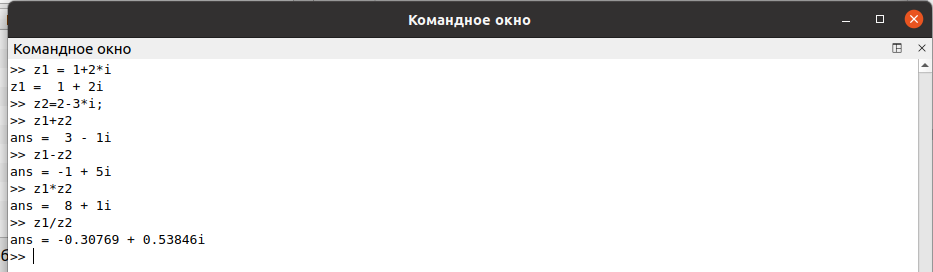 Командное окно
Командное окно
>> z1 = 1+2*i
z1 =  1 + 2i
>> z2=2-3*i;
>> z1+z2
ans =  3 - 1i
>> z1-z2
ans = -1 + 5i
>> z1*z2
ans =  8 + 1i
>> z1/z2
ans = -0.30769 + 0.53846i
>>